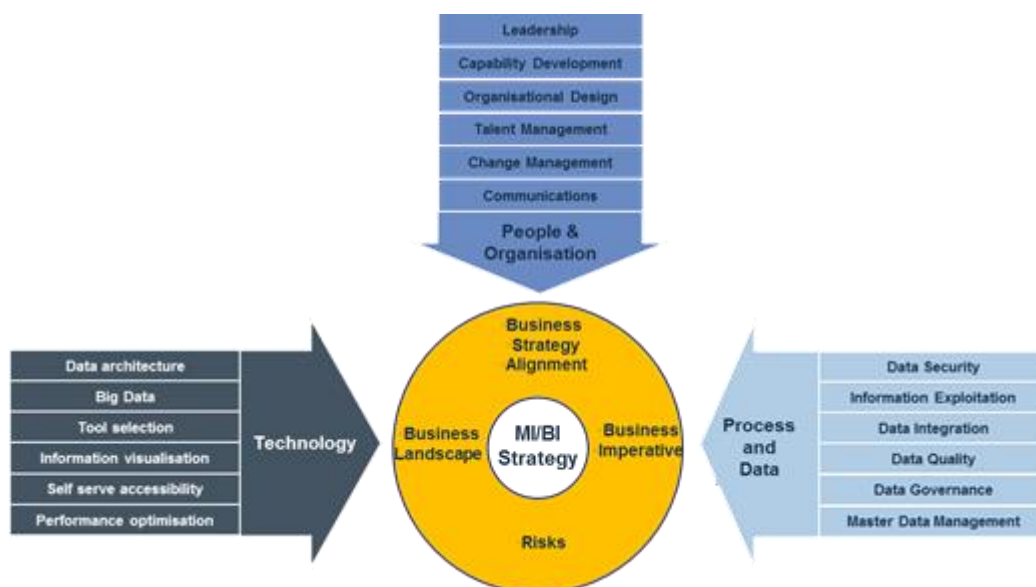 Leadership
Capability Development
Organisational Design
Talent Management
Change Management
Communications
People &
Organisation
Data architecture
Big Data
Tool selection
Information visualisation
Self serve accessibility
Performance optimisation
Technology
Business
Strategy
Alignment
Business
Landscape
MI/BI
Strategy
Business
Imperative
Risks
Process
and
Data
Data Security
Information Exploitation
Data Integration
Data Quality
Data Governance
Master Data Management